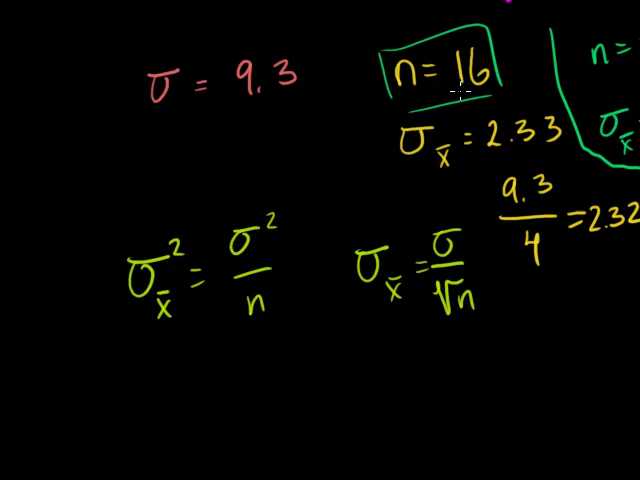 σ = 9.3
n = 16
n =
σ_x̄ = 2.33
σ_x̄
9.3/4 = 2.32
σ_x̄² = σ²/n
σ_x̄ = σ/√n